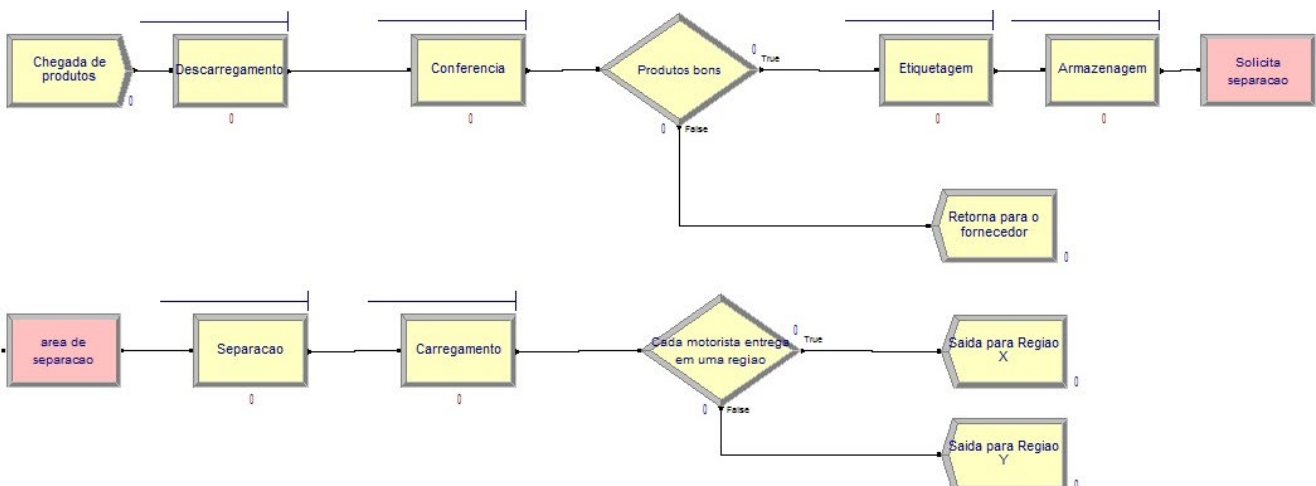 Chegada de
produtos
0
Descarregamento
0
Conferencia
0
Produtos bons
0
True
0
False
Etiquetagem
0
Armazenagem
0
Solicita
separacao
Retorna para o
fornecedor
0
area de
separacao
Separacao
0
Carregamento
0
Cada motorista entrega
em uma regiao
0
True
0
False
Saida para Regiao
X
0
Saida para Regiao
Y
0